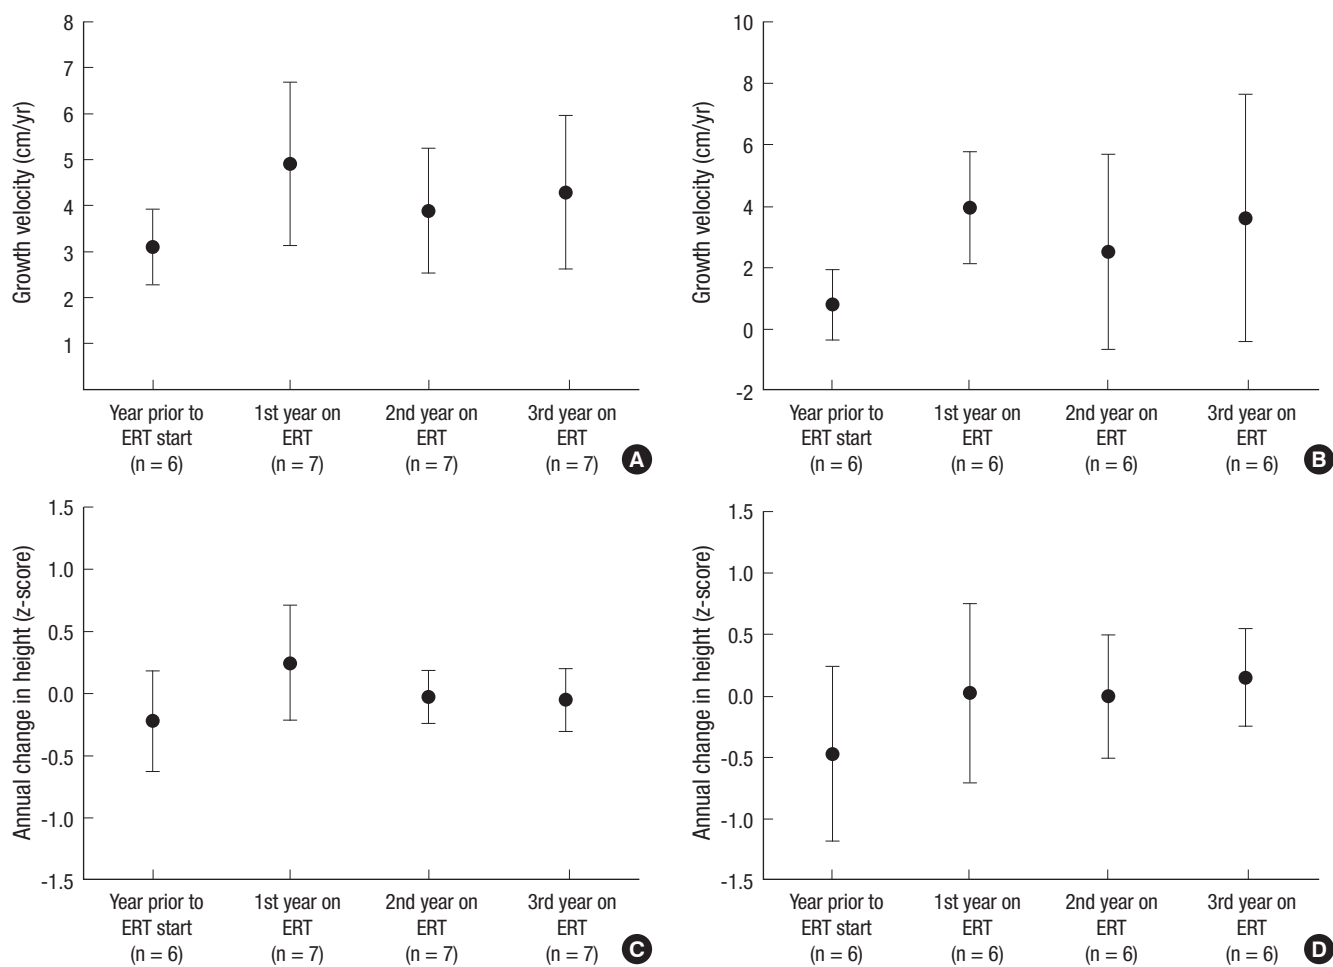 8
7
6
5
4
3
2
1
Growth velocity (cm/yr)
Year prior to
ERT start
(n = 6)
1st year on
ERT
(n = 7)
2nd year on
ERT
(n = 7)
3rd year on
ERT
(n = 7)
A
10
8
6
4
2
0
-2
Growth velocity (cm/yr)
Year prior to
ERT start
(n = 6)
1st year on
ERT
(n = 6)
2nd year on
ERT
(n = 6)
3rd year on
ERT
(n = 6)
B
1.5
1.0
0.5
0.0
-0.5
-1.0
-1.5
Annual change in height (z-score)
Year prior to
ERT start
(n = 6)
1st year on
ERT
(n = 7)
2nd year on
ERT
(n = 7)
3rd year on
ERT
(n = 7)
C
1.5
1.0
0.5
0.0
-0.5
-1.0
-1.5
Annual change in height (z-score)
Year prior to
ERT start
(n = 6)
1st year on
ERT
(n = 6)
2nd year on
ERT
(n = 6)
3rd year on
ERT
(n = 6)
D